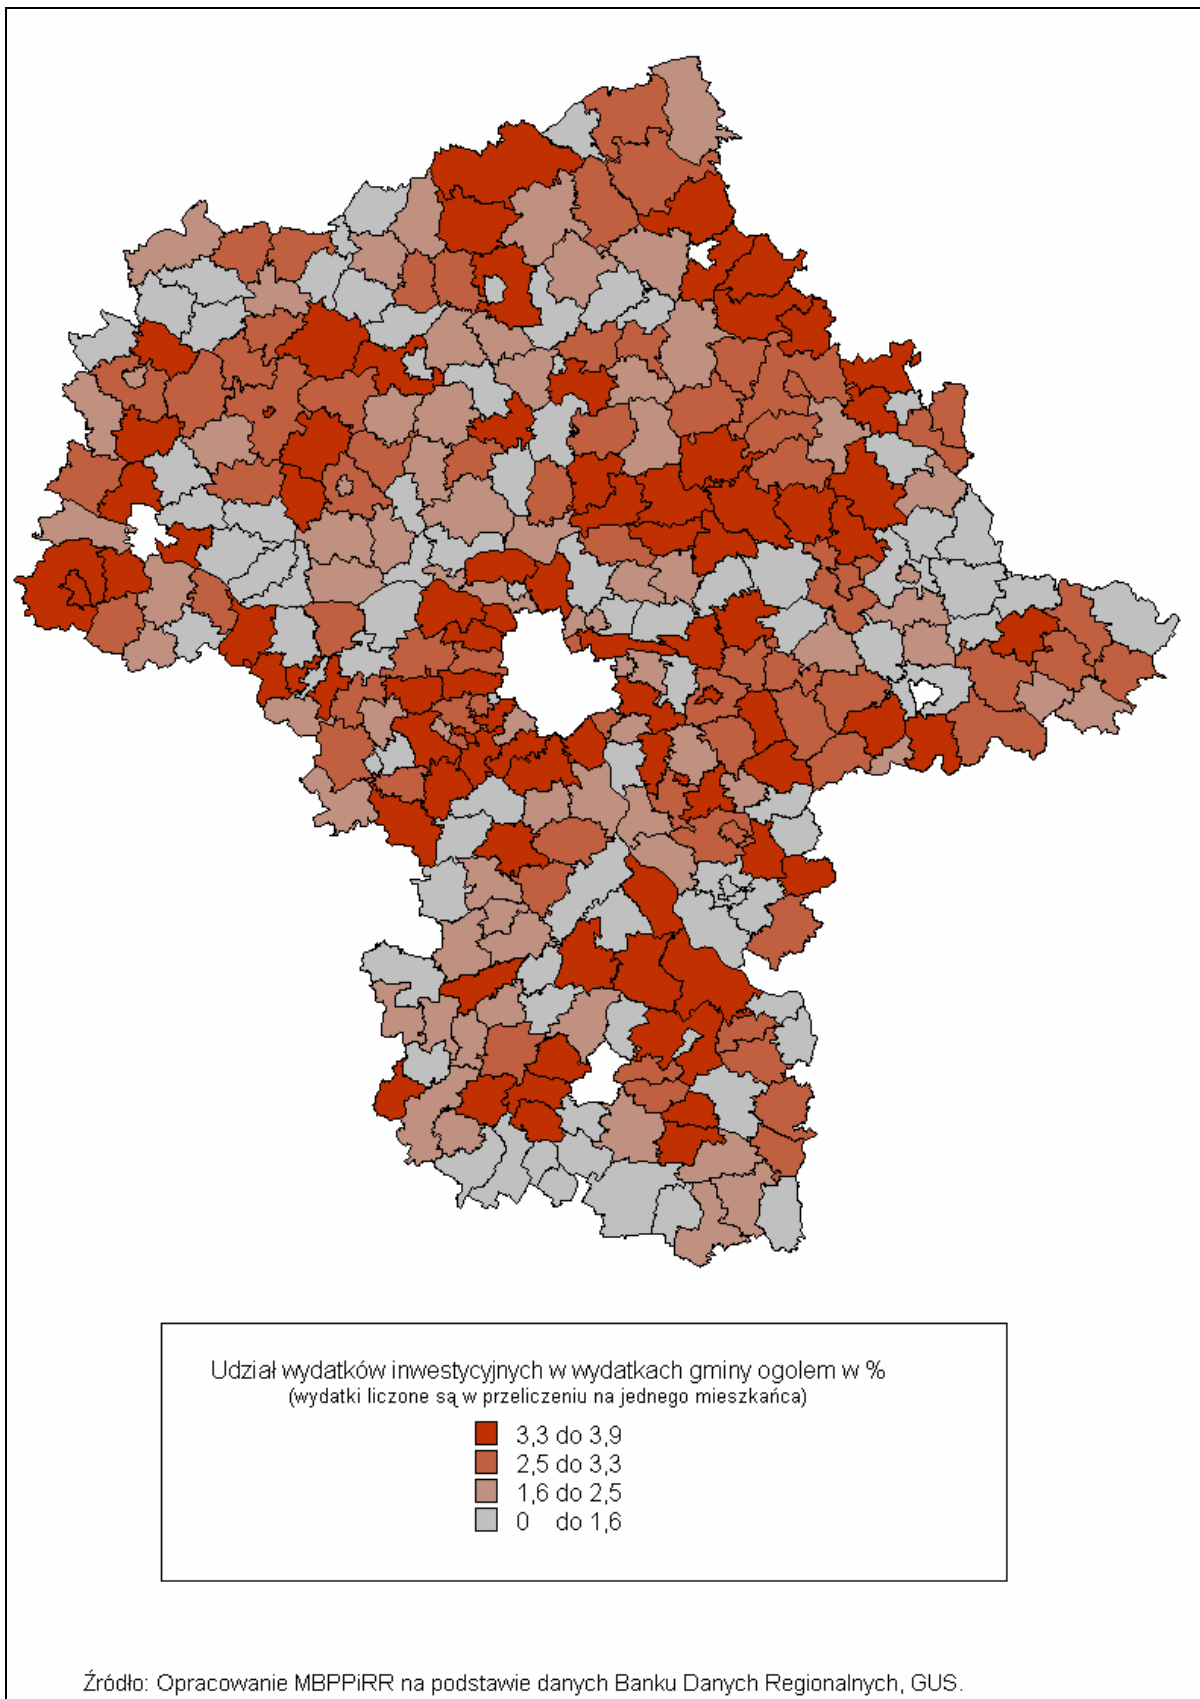 Udział wydatków inwestycyjnych w wydatkach gminy ogolem w %
(wydatki liczone są w przeliczeniu na jednego mieszkańca)
3,3 do 3,9
2,5 do 3,3
1,6 do 2,5
0 do 1,6
Źródło: Opracowanie MBPPiRR na podstawie danych Banku Danych Regionalnych, GUS.